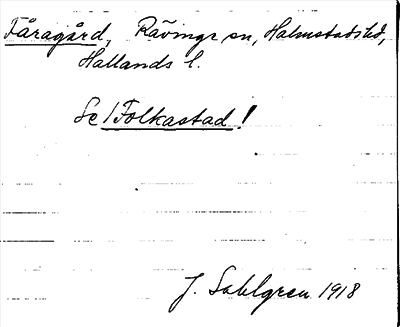 Fåragård, Rävinge sn, Halmstads hd,
Hallands l.
Se /Folkastad !
J. Sahlgren 1918